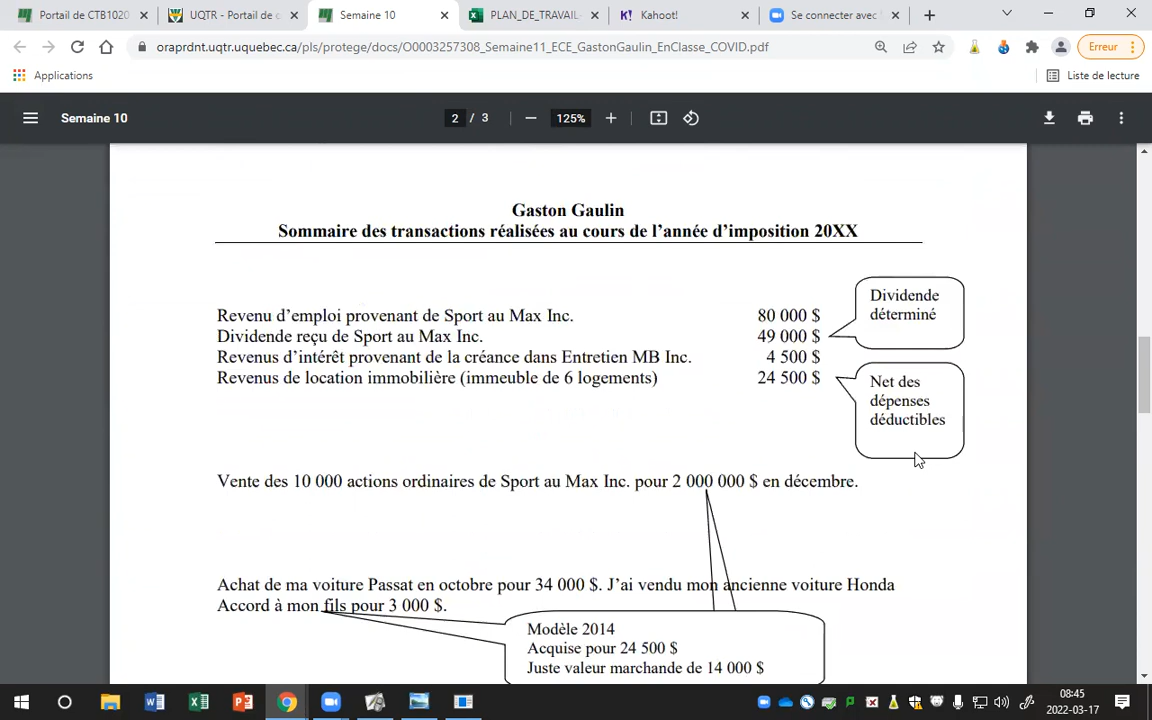 Portail de CTB1020
UQTR - Portail de
Semaine 10
PLAN_DE_TRAVAIL-
Kahoot!
Se connecter avec
oraprdnt.uqtr.uquebec.ca/pls/protege/docs/O0003257308_Semaine11_ECE_GastonGaulin_EnClasse_COVID.pdf
Erreur
Applications
Liste de lecture
Semaine 10
2 / 3
125%
Gaston Gaulin
Sommaire des transactions réalisées au cours de l’année d’imposition 20XX
Revenu d’emploi provenant de Sport au Max Inc. 80 000 $
Dividende reçu de Sport au Max Inc. 49 000 $
Revenus d’intérêt provenant de la créance dans Entretien MB Inc. 4 500 $
Revenus de location immobilière (immeuble de 6 logements) 24 500 $
Dividende
déterminé
Net des
dépenses
déductibles
Vente des 10 000 actions ordinaires de Sport au Max Inc. pour 2 000 000 $ en décembre.
Achat de ma voiture Passat en octobre pour 34 000 $. J’ai vendu mon ancienne voiture Honda
Accord à mon fils pour 3 000 $.
Modèle 2014
Acquise pour 24 500 $
Juste valeur marchande de 14 000 $
08:45
2022-03-17